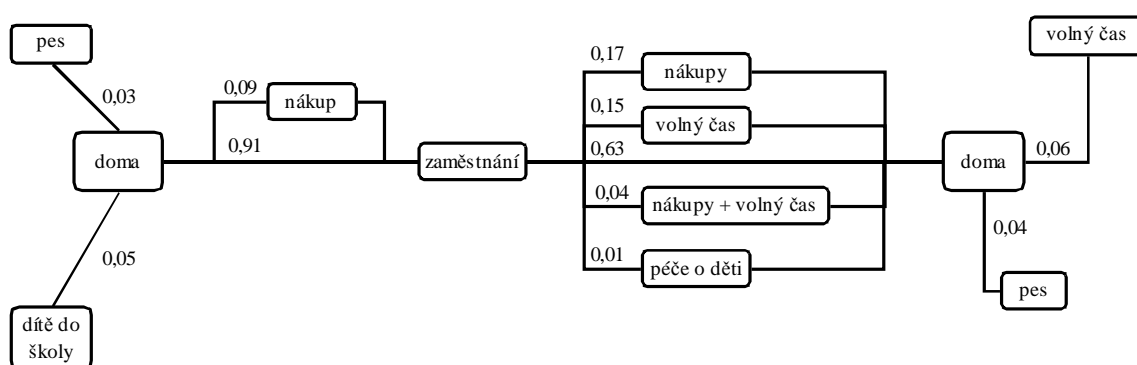 pes
0,03
doma
0,05
dítě do
školy
0,09
nákup
0,91
zaměstnání
0,17
nákupy
0,15
volný čas
0,63
0,04
nákupy + volný čas
0,01
péče o děti
doma
0,06
volný čas
0,04
pes